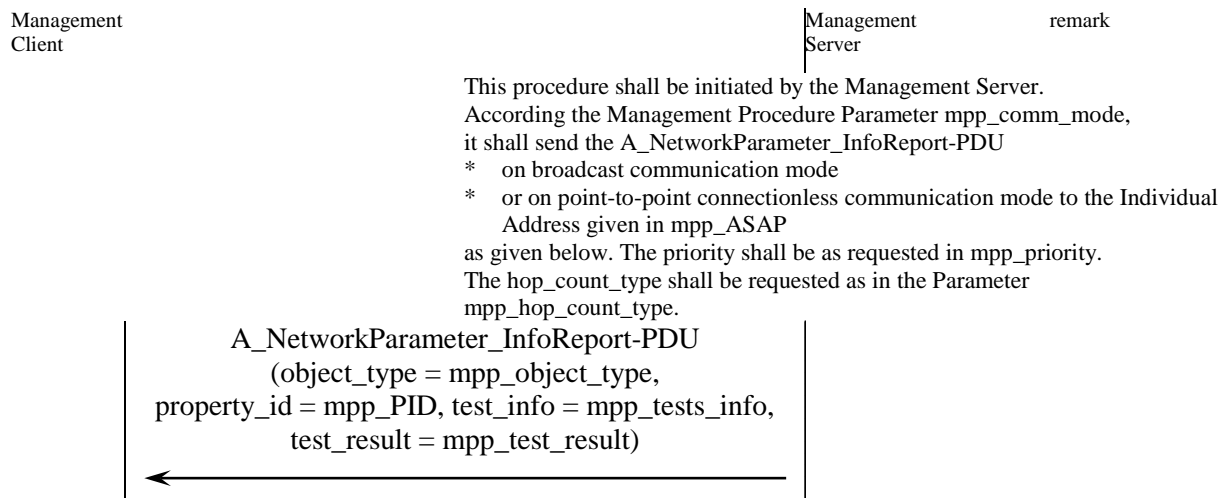 Management Management remark
Client Server
This procedure shall be initiated by the Management Server.
According the Management Procedure Parameter mpp_comm_mode,
it shall send the A_NetworkParameter_InfoReport-PDU
* on broadcast communication mode
* or on point-to-point connectionless communication mode to the Individual
Address given in mpp_ASAP
as given below. The priority shall be as requested in mpp_priority.
The hop_count_type shall be requested as in the Parameter
mpp_hop_count_type.
A_NetworkParameter_InfoReport-PDU
(object_type = mpp_object_type,
property_id = mpp_PID, test_info = mpp_tests_info,
test_result = mpp_test_result)